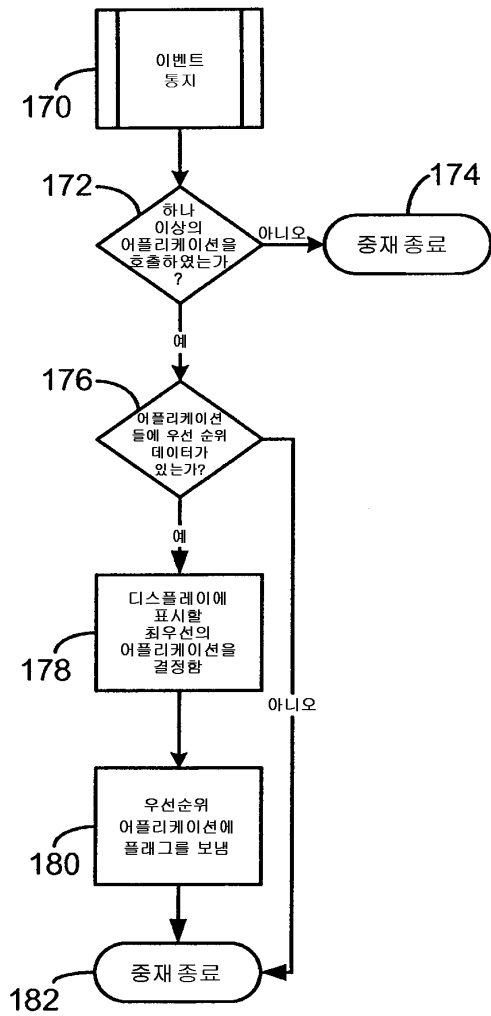 이벤트
통지
170
172
하나
이상의
어플리케이션을
호출하였는가
?
아니오
174
중재 종료
예
176
어플리케이션
들에 우선 순위
데이터가
있는가?
예
디스플레이에
표시할
최우선의
어플리케이션을
결정함
178
아니오
우선순위
어플리케이션에
플래그를 보냄
180
중재 종료
182